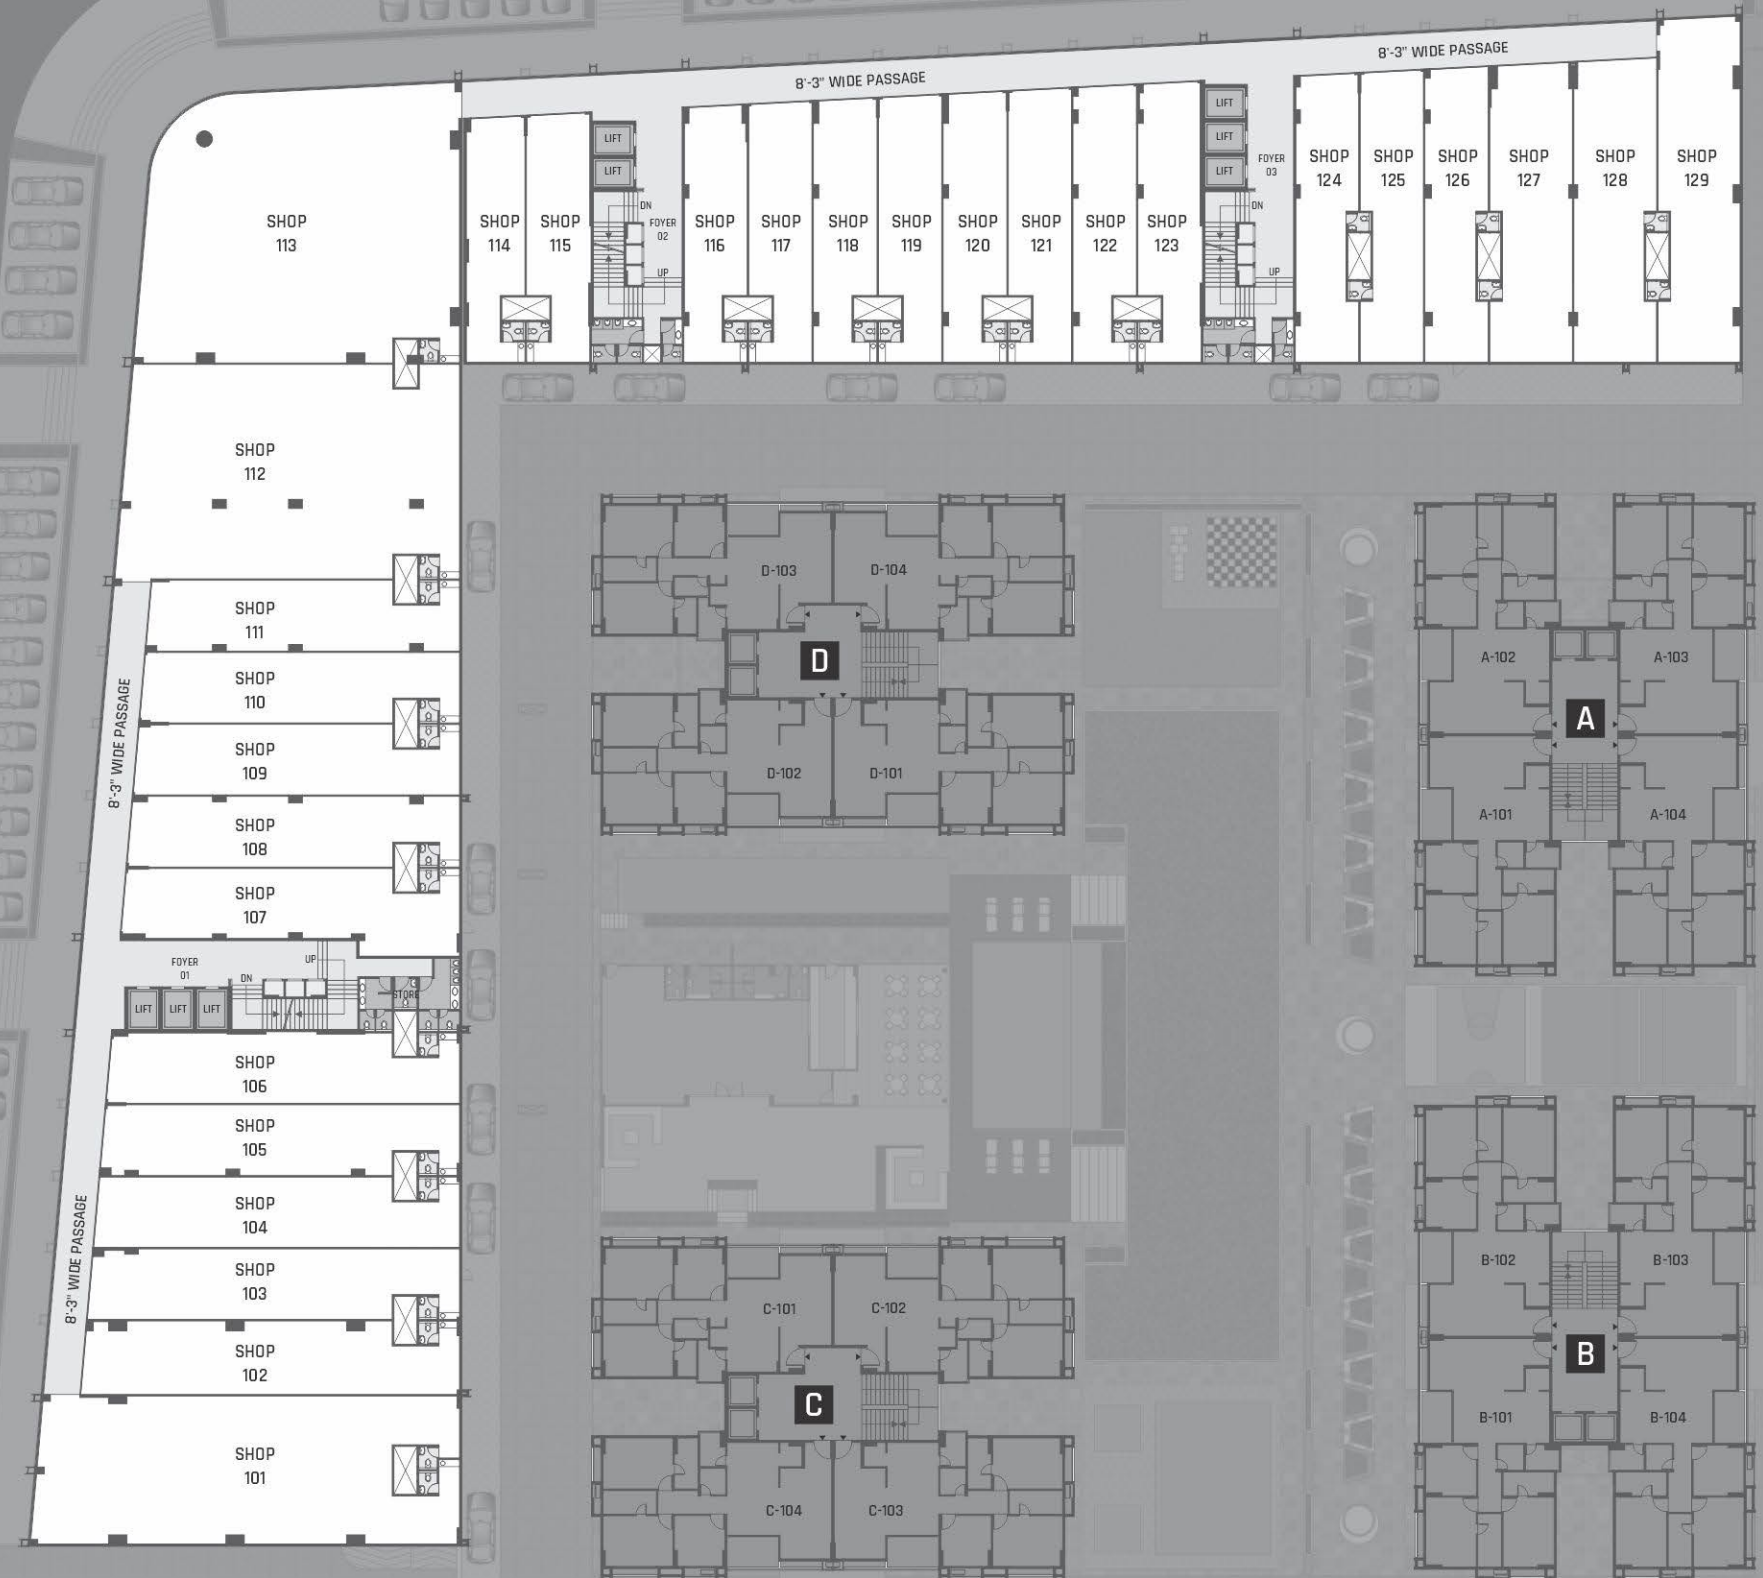 8'-3" WIDE PASSAGE
8'-3" WIDE PASSAGE
LIFT
LIFT
LIFT
LIFT
LIFT
FOYER
03
SHOP
124
SHOP
125
SHOP
126
SHOP
127
SHOP
128
SHOP
129
DN
DN
SHOP
113
SHOP
114
SHOP
115
FOYER
02
SHOP
116
SHOP
117
SHOP
118
SHOP
119
SHOP
120
SHOP
121
SHOP
122
SHOP
123
UP
UP
SHOP
112
SHOP
111
SHOP
110
8'-3" WIDE PASSAGE
SHOP
109
SHOP
108
SHOP
107
FOYER
01
UP
DN
STORE
LIFT
LIFT
LIFT
SHOP
106
SHOP
105
SHOP
104
8'-3" WIDE PASSAGE
SHOP
103
SHOP
102
SHOP
101
D-103
D-104
D
D-102
D-101
A-102
A-103
A
A-101
A-104
C-101
C-102
C
C-104
C-103
B-102
B-103
B
B-101
B-104